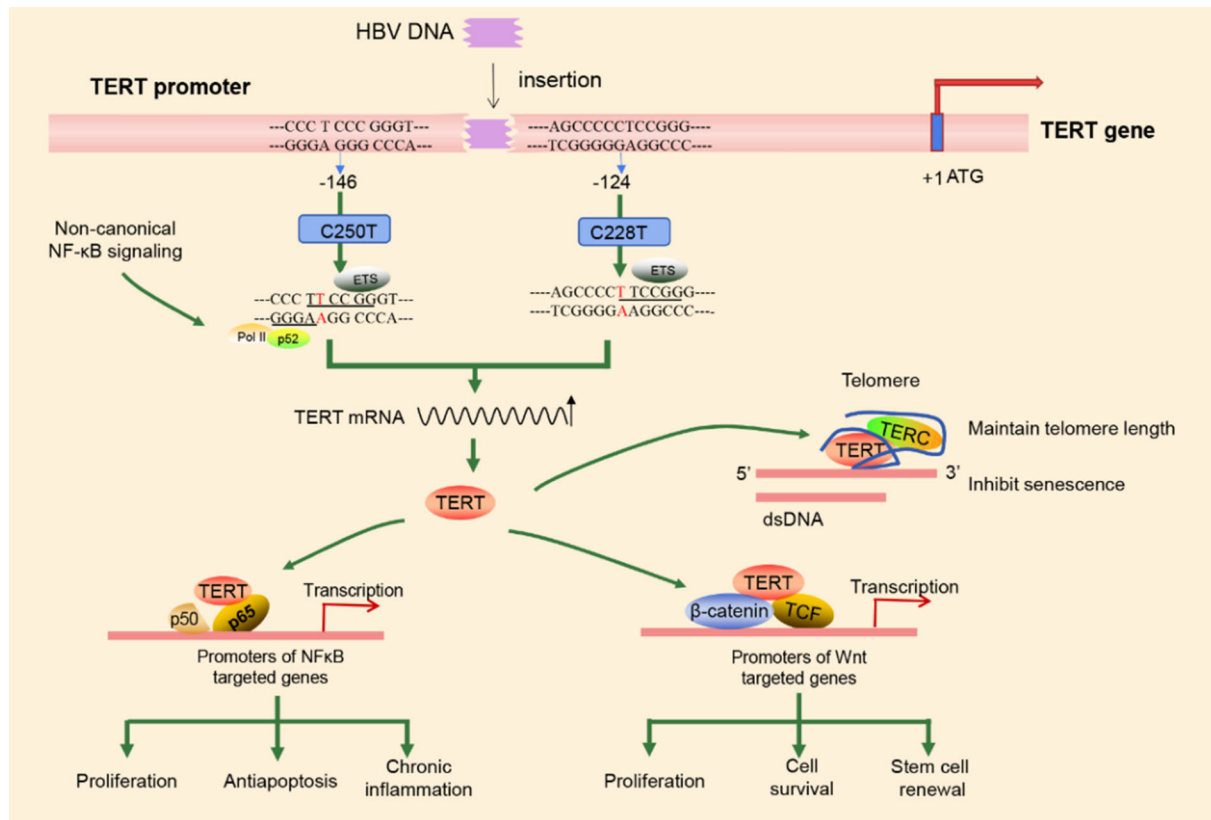 HBV DNA
insertion
TERT promoter
---CCC T CCC GGGT---
---GGGA GGG CCCA---
----AGCCCCCTCCGGG----
----TCGGGGGAGGCCC----
TERT gene
-146
-124
+1 ATG
Non-canonical
NF-κB signaling
C250T
C228T
ETS
ETS
---CCC TTCC GGGT---
---GGGAAGG CCCA---
----AGCCCCT TCCGGG----
----TCGGGGAAGGCCC----
Pol II
p52
TERT mRNA
Telomere
TERC
TERT
Maintain telomere length
5’
3’
Inhibit senescence
dsDNA
TERT
TERT
p50
p65
Transcription
Promoters of NFκB
targeted genes
Proliferation
Antiapoptosis
Chronic
inflammation
TERT
β-catenin
TCF
Transcription
Promoters of Wnt
targeted genes
Proliferation
Cell
survival
Stem cell
renewal